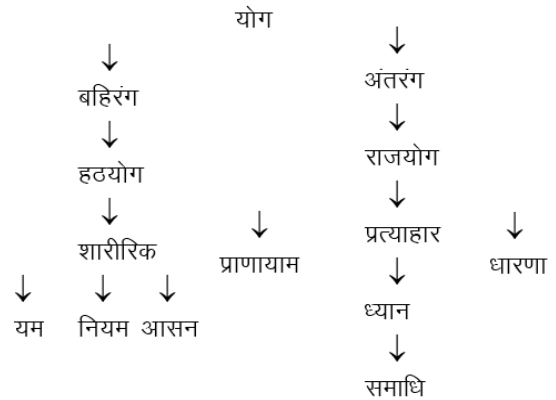 योग
बहिरंग
अंतरंग
हठयोग
राजयोग
शारीरिक
प्राणायाम
प्रत्याहार
धारणा
यम नियम आसन
ध्यान
समाधि